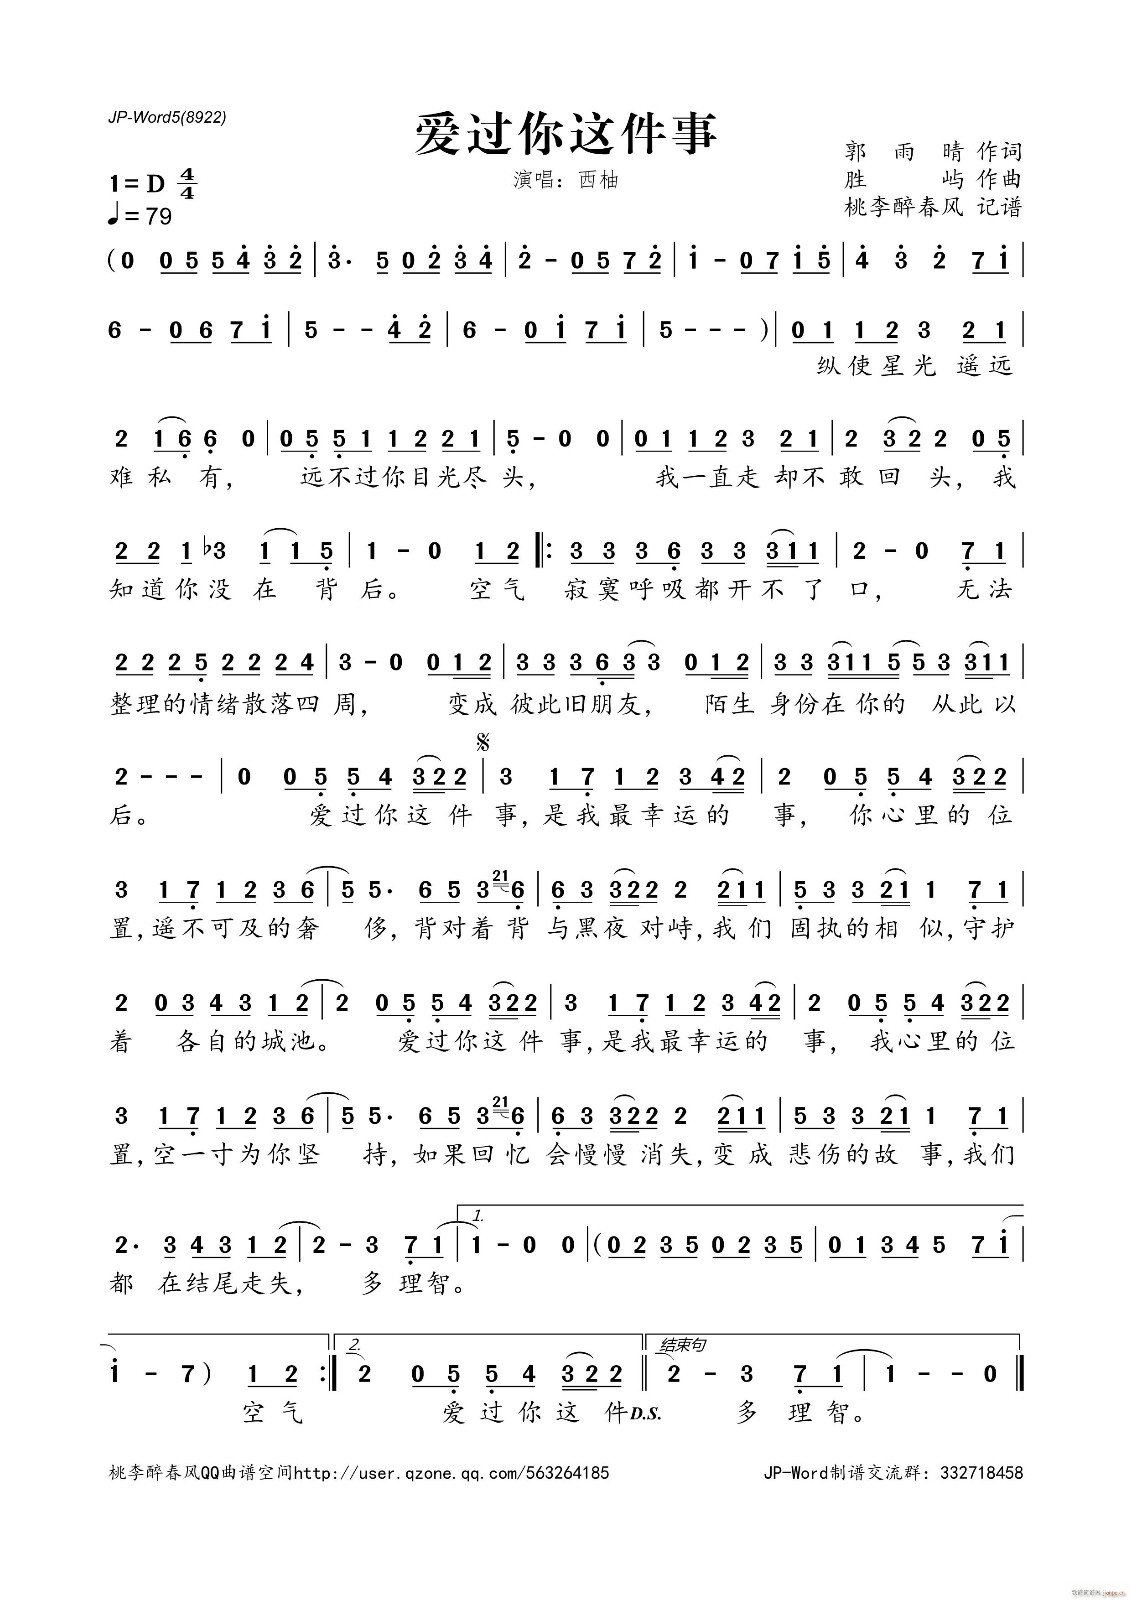 JP-Word5(8922)
爱过你这件事
演唱：西柚
郭雨晴 作词
胜屿 作曲
桃李醉春风 记谱
1=D 4/4
♩=79
(0 0 5 5 4 3 2 | 3· 5 0 2 3 4 | 2 - 0 5 7 2 | 1 - 0 7 1 5 | 4 3 2 7 1 |
6 - 0 6 7 1 | 5 - - 4 2 | 6 - 0 1 7 1 | 5 - - - ) | 0 1 1 2 3 2 1 |
纵使星光遥远
2 1 6 6 0 | 0 5 5 1 1 2 2 1 | 5 - 0 0 | 0 1 1 2 3 2 1 | 2 3 2 2 0 5 |
难私有，远不过你目光尽头，我一直走却不敢回头，我
2 2 1 ♭3 1 1 5 | 1 - 0 1 2 ‖: 3 3 3 6 3 3 3 1 1 | 2 - 0 7 1 |
知道你没在背后。空气寂寞呼吸都开不了口，无法
2 2 2 5 2 2 2 4 | 3 - 0 0 1 2 | 3 3 3 6 3 3 0 1 2 | 3 3 3 1 1 5 5 3 3 1 1 |
整理的情绪散落四周，变成彼此旧朋友，陌生身份在你的从此以
𝄋
2 - - - | 0 0 5 5 4 3 2 2 | 3 1 7 1 2 3 4 2 | 2 0 5 5 4 3 2 2 |
后。爱过你这件事，是我最幸运的事，你心里的位
3 1 7 1 2 3 6 | 5 5· 6 5 3 21 6 | 6 3 3 2 2 2 2 1 1 | 5 3 3 2 1 1 7 1 |
置，遥不可及的奢侈，背对着背与黑夜对峙，我们固执的相似，守护
2 0 3 4 3 1 2 | 2 0 5 5 4 3 2 2 | 3 1 7 1 2 3 4 2 | 2 0 5 5 4 3 2 2 |
着各自的城池。爱过你这件事，是我最幸运的事，我心里的位
3 1 7 1 2 3 6 | 5 5· 6 5 3 21 6 | 6 3 3 2 2 2 2 1 1 | 5 3 3 2 1 1 7 1 |
置，空一寸为你坚持，如果回忆会慢慢消失，变成悲伤的故事，我们
1.
2· 3 4 3 1 2 | 2 - 3 7 1 | 1 - 0 0 | (0 2 3 5 0 2 3 5 | 0 1 3 4 5 7 1 |
都在结尾走失，多理智。
2. 结束句
1 - 7 ) 1 2 :‖ 2 0 5 5 4 3 2 2 ‖ 2 - 3 7 1 | 1 - - 0 ‖
空气爱过你这件D.S.多理智。
桃李醉春风QQ曲谱空间http://user.qzone.qq.com/563264185
JP-Word制谱交流群：332718458